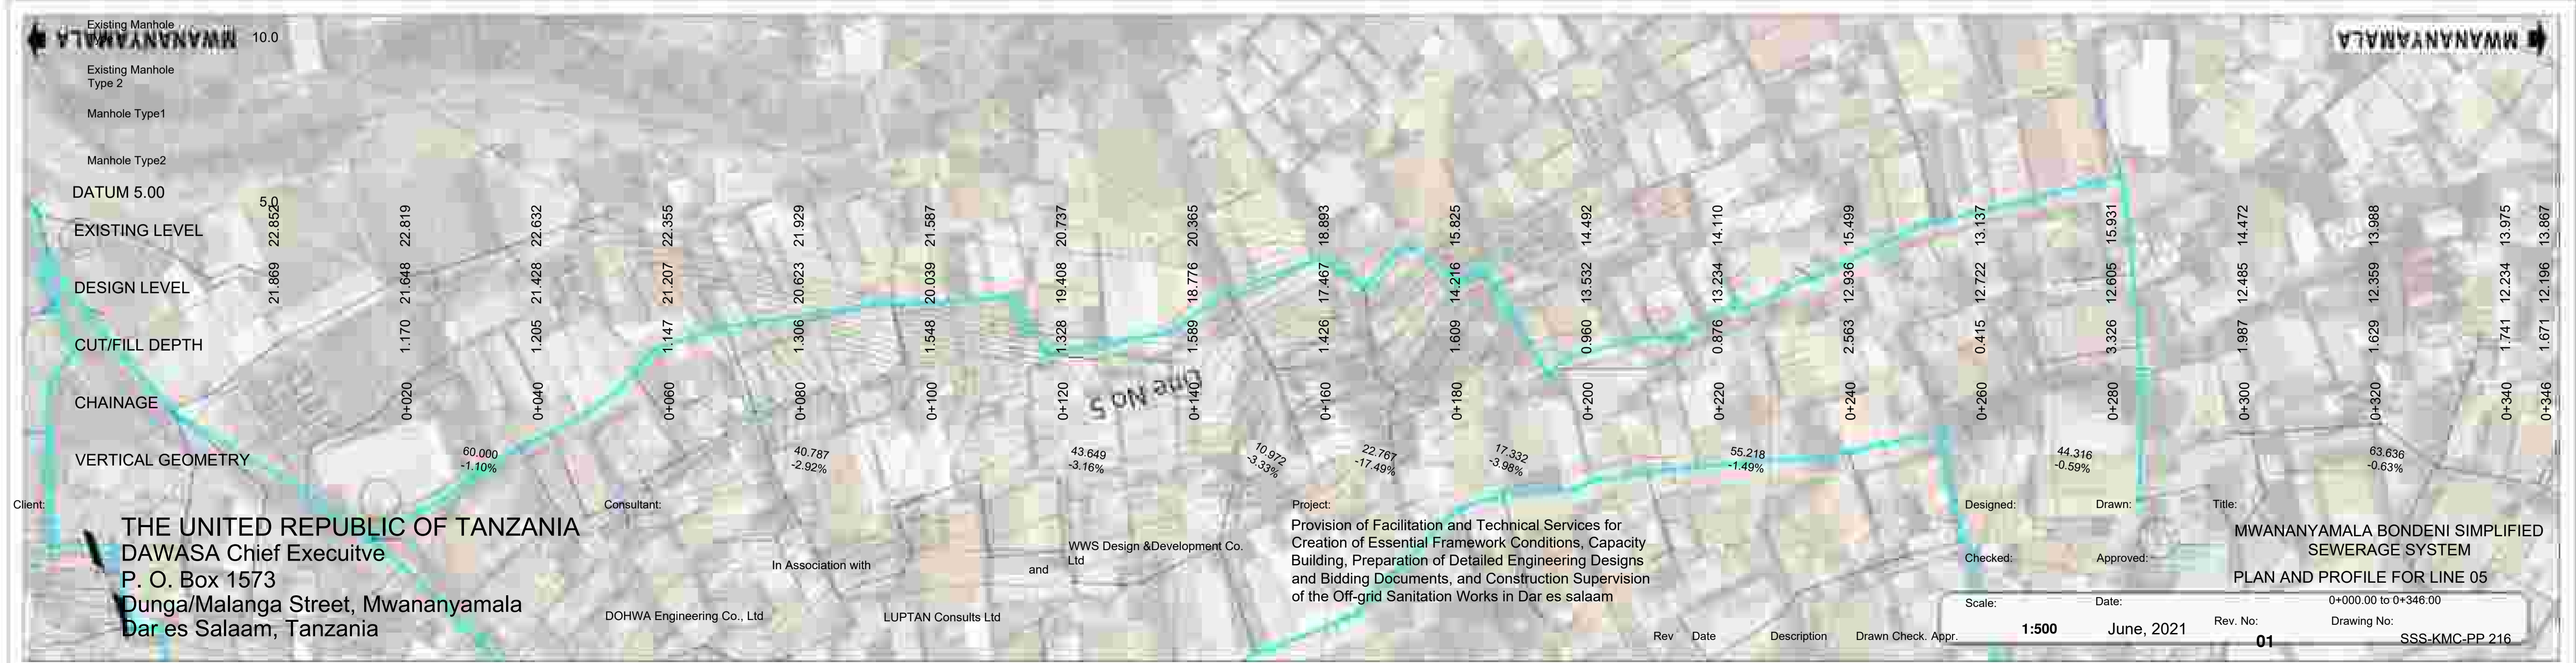 MWANANYAMALA
MWANANYAMALA
Existing Manhole
10.0
Existing Manhole
Type 2
Manhole Type1
Manhole Type2
DATUM 5.00
5.0
EXISTING LEVEL 22.852 22.819 22.632 22.355 21.929 21.587 20.737 20.365 18.893 15.825 14.492 14.110 15.499 13.137 15.931 14.472 13.988 13.975 13.867
DESIGN LEVEL 21.869 21.648 21.428 21.207 20.623 20.039 19.408 18.776 17.467 14.216 13.532 13.234 12.936 12.722 12.605 12.485 12.359 12.234 12.196
CUT/FILL DEPTH 1.170 1.205 1.147 1.306 1.548 1.328 1.589 1.426 1.609 0.960 0.876 2.563 0.415 3.326 1.987 1.629 1.741 1.671
Line No 5
CHAINAGE 0+020 0+040 0+060 0+080 0+100 0+120 0+140 0+160 0+180 0+200 0+220 0+240 0+260 0+280 0+300 0+320 0+340 0+346
VERTICAL GEOMETRY
60.000
-1.10%
40.787
-2.92%
43.649
-3.16%
10.972
-3.33%
22.767
-17.49%
17.332
-3.98%
55.218
-1.49%
44.316
-0.59%
63.636
-0.63%
Client:
THE UNITED REPUBLIC OF TANZANIA
DAWASA Chief Execuitve
P. O. Box 1573
Dunga/Malanga Street, Mwananyamala
Dar es Salaam, Tanzania
Consultant:
In Association with
and
WWS Design &Development Co.
Ltd
DOHWA Engineering Co., Ltd
LUPTAN Consults Ltd
Project:
Provision of Facilitation and Technical Services for
Creation of Essential Framework Conditions, Capacity
Building, Preparation of Detailed Engineering Designs
and Bidding Documents, and Construction Supervision
of the Off-grid Sanitation Works in Dar es salaam
Rev Date Description Drawn Check. Appr.
Designed: Drawn:
Checked: Approved:
Scale: Date:
1:500 June, 2021
Title:
MWANANYAMALA BONDENI SIMPLIFIED
SEWERAGE SYSTEM
PLAN AND PROFILE FOR LINE 05
0+000.00 to 0+346.00
Rev. No: Drawing No:
01 SSS-KMC-PP 216